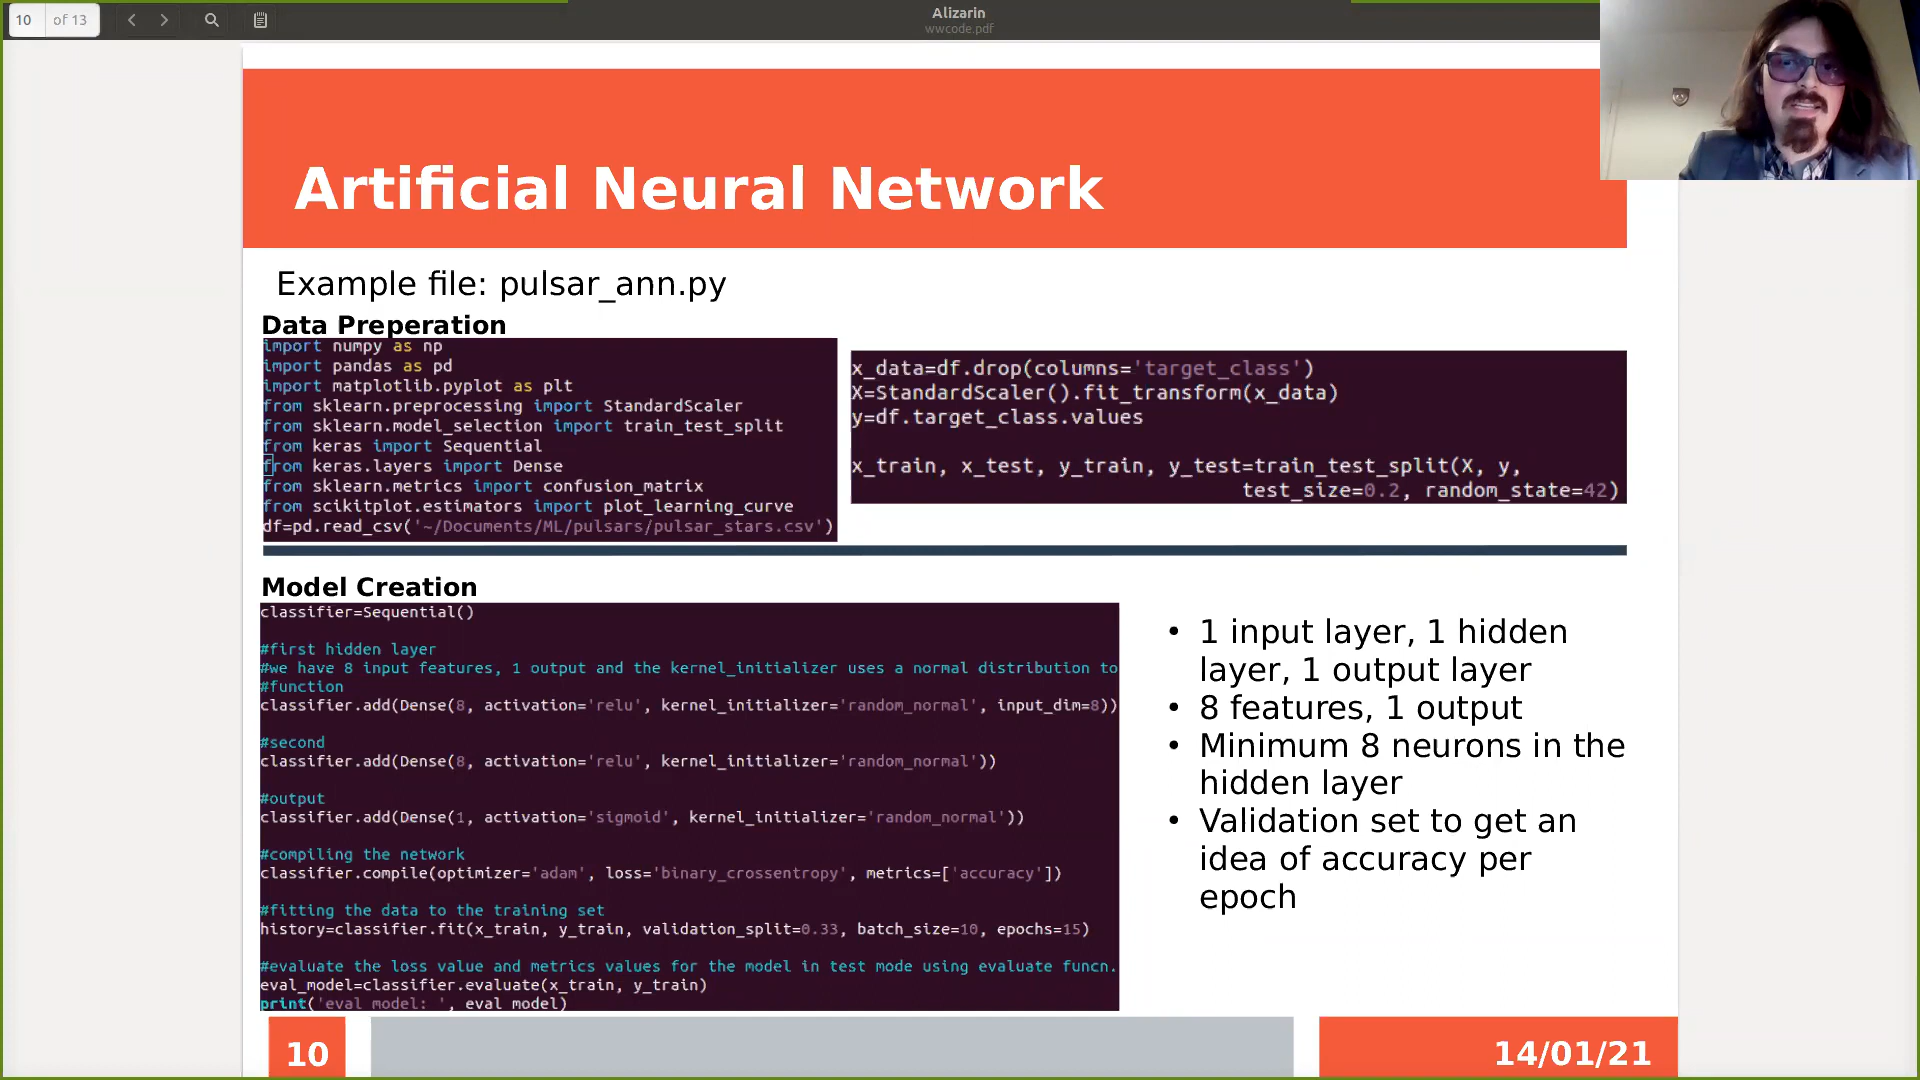 10 of 13
Alizarin
wwcode.pdf
Artificial Neural Network
Example file: pulsar_ann.py
Data Preperation
import numpy as np
import pandas as pd
import matplotlib.pyplot as plt
from sklearn.preprocessing import StandardScaler
from sklearn.model_selection import train_test_split
from keras import Sequential
from keras.layers import Dense
from sklearn.metrics import confusion_matrix
from scikitplot.estimators import plot_learning_curve
df=pd.read_csv('~/Documents/ML/pulsars/pulsar_stars.csv')
x_data=df.drop(columns='target_class')
X=StandardScaler().fit_transform(x_data)
y=df.target_class.values
x_train, x_test, y_train, y_test=train_test_split(X, y,
test_size=0.2, random_state=42)
Model Creation
classifier=Sequential()
#first hidden layer
#we have 8 input features, 1 output and the kernel_initializer uses a normal distribution to
#function
classifier.add(Dense(8, activation='relu', kernel_initializer='random_normal', input_dim=8))
#second
classifier.add(Dense(8, activation='relu', kernel_initializer='random_normal'))
#output
classifier.add(Dense(1, activation='sigmoid', kernel_initializer='random_normal'))
#compiling the network
classifier.compile(optimizer='adam', loss='binary_crossentropy', metrics=['accuracy'])
#fitting the data to the training set
history=classifier.fit(x_train, y_train, validation_split=0.33, batch_size=10, epochs=15)
#evaluate the loss value and metrics values for the model in test mode using evaluate funcn.
eval_model=classifier.evaluate(x_train, y_train)
print('eval model: ', eval_model)
• 1 input layer, 1 hidden
layer, 1 output layer
• 8 features, 1 output
• Minimum 8 neurons in the
hidden layer
• Validation set to get an
idea of accuracy per
epoch
10
14/01/21